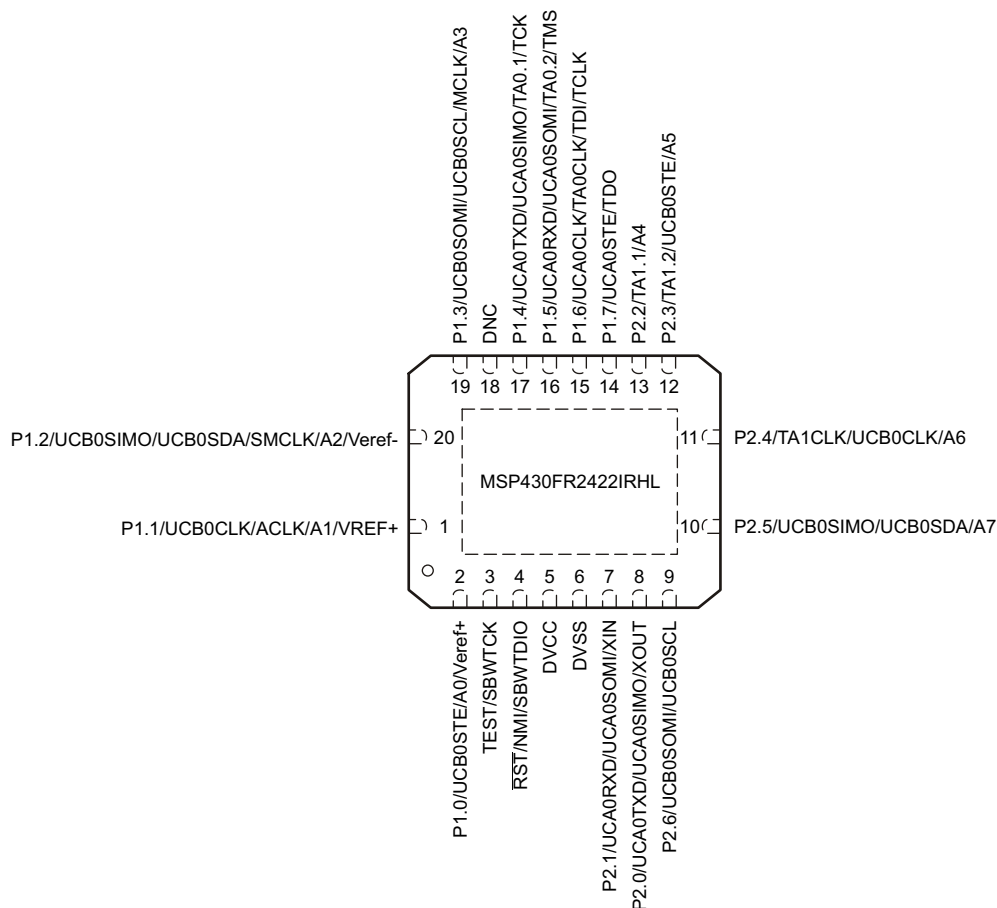 P1.3/UCB0SOMI/UCB0SCL/MCLK/A3
DNC
P1.4/UCA0TXD/UCA0SIMO/TA0.1/TCK
P1.5/UCA0RXD/UCA0SOMI/TA0.2/TMS
P1.6/UCA0CLK/TA0CLK/TDI/TCLK
P1.7/UCA0STE/TDO
P2.2/TA1.1/A4
P2.3/TA1.2/UCB0STE/A5
19 18 17 16 15 14 13 12
P1.2/UCB0SIMO/UCB0SDA/SMCLK/A2/Veref- 20
11 P2.4/TA1CLK/UCB0CLK/A6
MSP430FR2422IRHL
P1.1/UCB0CLK/ACLK/A1/VREF+ 1
10 P2.5/UCB0SIMO/UCB0SDA/A7
2 3 4 5 6 7 8 9
P1.0/UCB0STE/A0/Veref+
TEST/SBWTCK
RST/NMI/SBWTDIO
DVCC
DVSS
P2.1/UCA0RXD/UCA0SOMI/XIN
P2.0/UCA0TXD/UCA0SIMO/XOUT
P2.6/UCB0SOMI/UCB0SCL